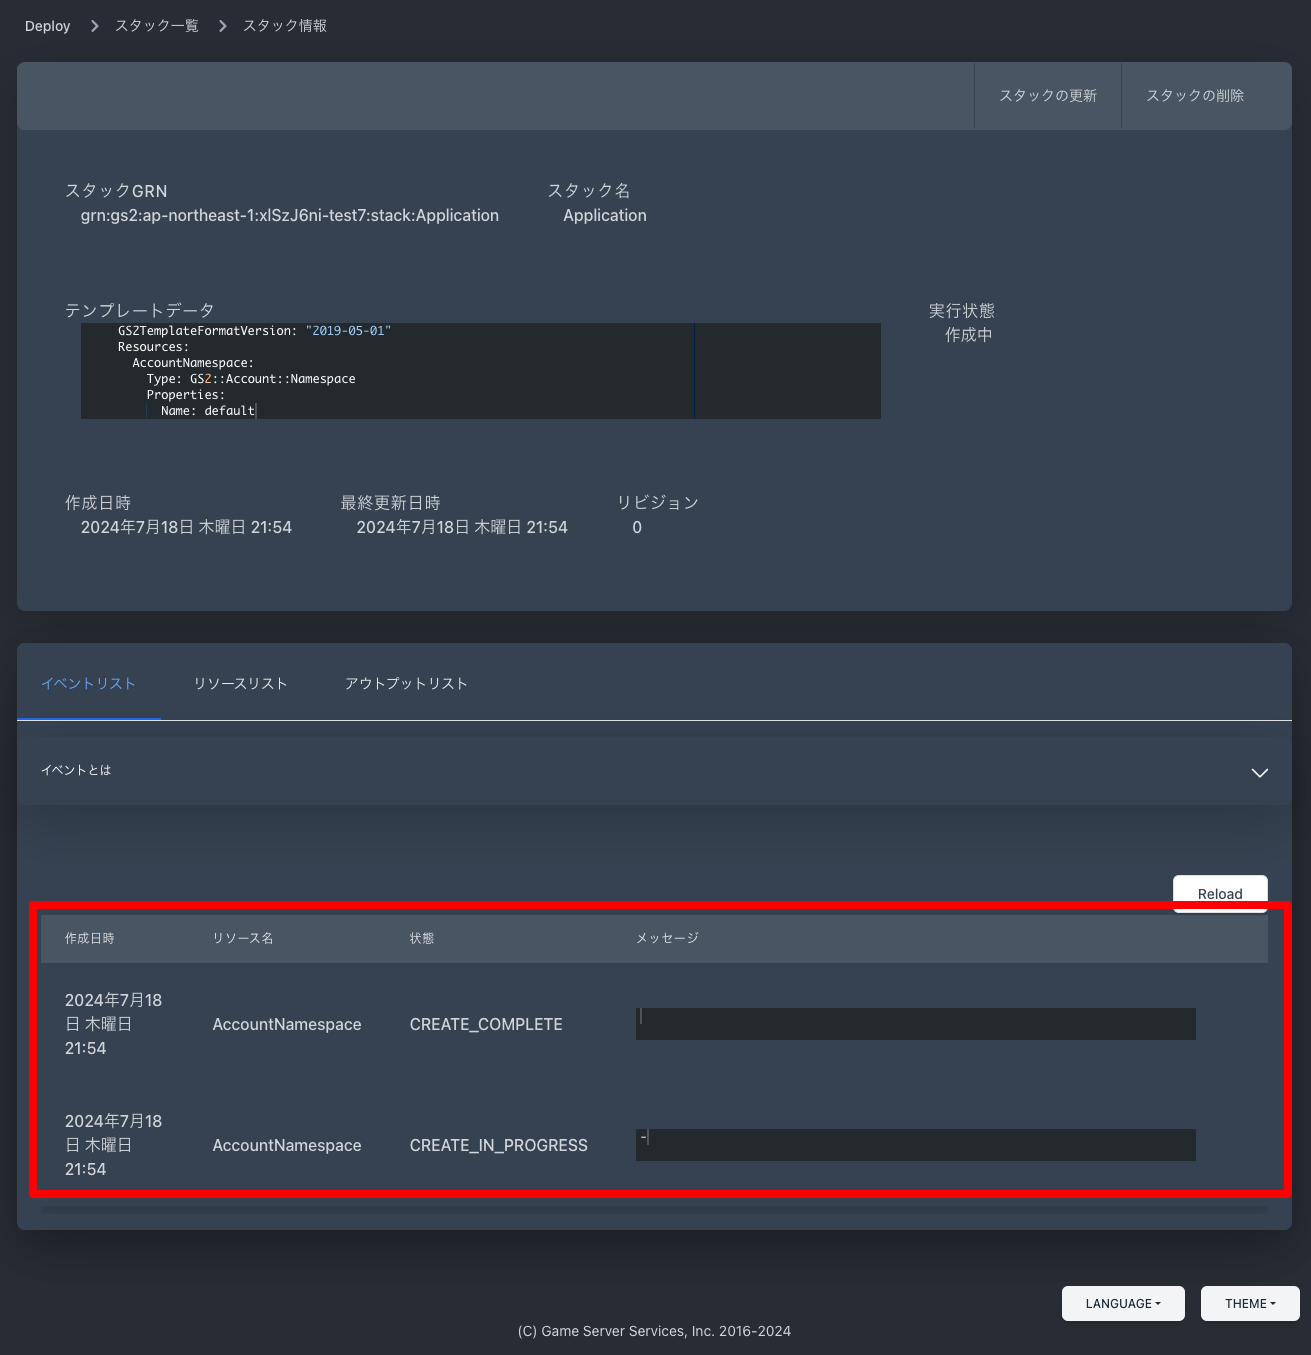 Deploy
スタック一覧
スタック情報
スタックの更新
スタックの削除
スタックGRN
スタック名
grn:gs2:ap-northeast-1:xlSzJ6ni-test7:stack:Application
Application
テンプレートデータ
実行状態
作成中
GS2TemplateFormatVersion: "2019-05-01"
Resources:
AccountNamespace:
Type: GS2::Account::Namespace
Properties:
Name: default
作成日時
最終更新日時
リビジョン
2024年7月18日 木曜日 21:54
2024年7月18日 木曜日 21:54
0
イベントリスト
リソースリスト
アウトプットリスト
イベントとは
Reload
作成日時
リソース名
状態
メッセージ
2024年7月18
日 木曜日
21:54
AccountNamespace
CREATE_COMPLETE
2024年7月18
日 木曜日
21:54
AccountNamespace
CREATE_IN_PROGRESS
-
LANGUAGE
THEME
(C) Game Server Services, Inc. 2016-2024